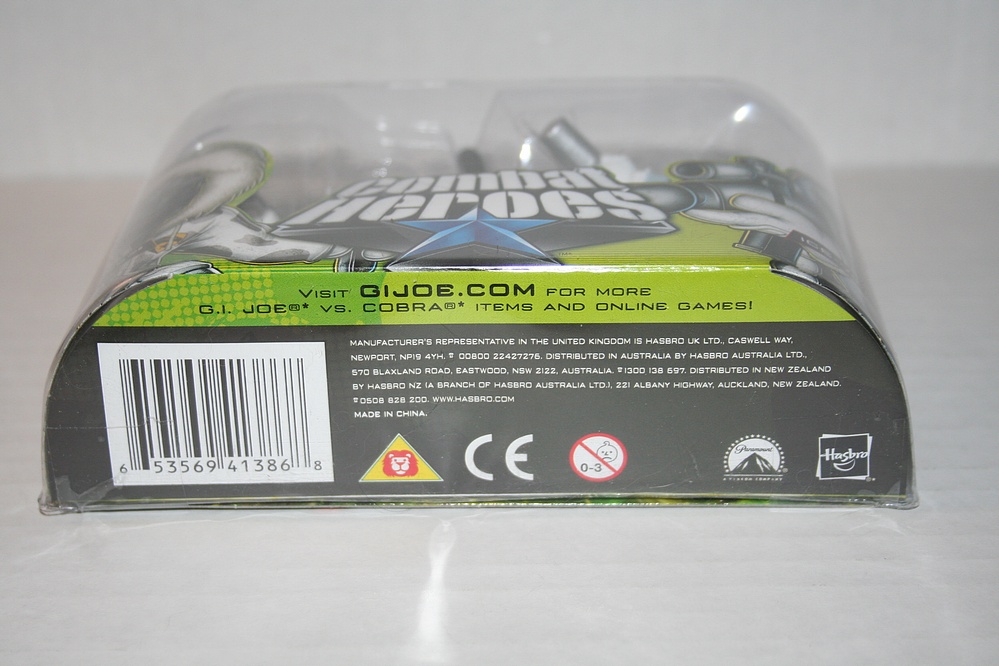 Combat
Heroes
VISIT GIJOE.COM FOR MORE
G.I. JOE®* VS. COBRA®* ITEMS AND ONLINE GAMES!
MANUFACTURER'S REPRESENTATIVE IN THE UNITED KINGDOM IS HASBRO UK LTD., CASWELL WAY,
NEWPORT, NP19 4YH. ☎ 00800 22427276. DISTRIBUTED IN AUSTRALIA BY HASBRO AUSTRALIA LTD.,
570 BLAXLAND ROAD, EASTWOOD, NSW 2122, AUSTRALIA. ☎1300 138 697. DISTRIBUTED IN NEW ZEALAND
BY HASBRO NZ (A BRANCH OF HASBRO AUSTRALIA LTD.), 221 ALBANY HIGHWAY, AUCKLAND, NEW ZEALAND.
☎0508 828 200. WWW.HASBRO.COM
MADE IN CHINA.
6 53569 41386 8
CE
0-3
Paramount
A VIACOM COMPANY
Hasbro